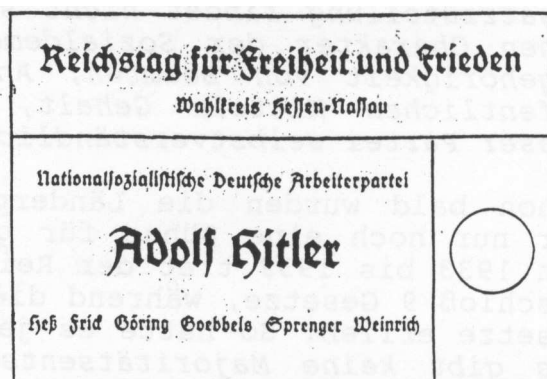 Reichstag für Freiheit und Frieden
Wahlkreis Hessen-Nassau
Nationalsozialistische Deutsche Arbeiterpartei
Adolf Hitler
Heß Frick Göring Goebbels Sprenger Weinrich